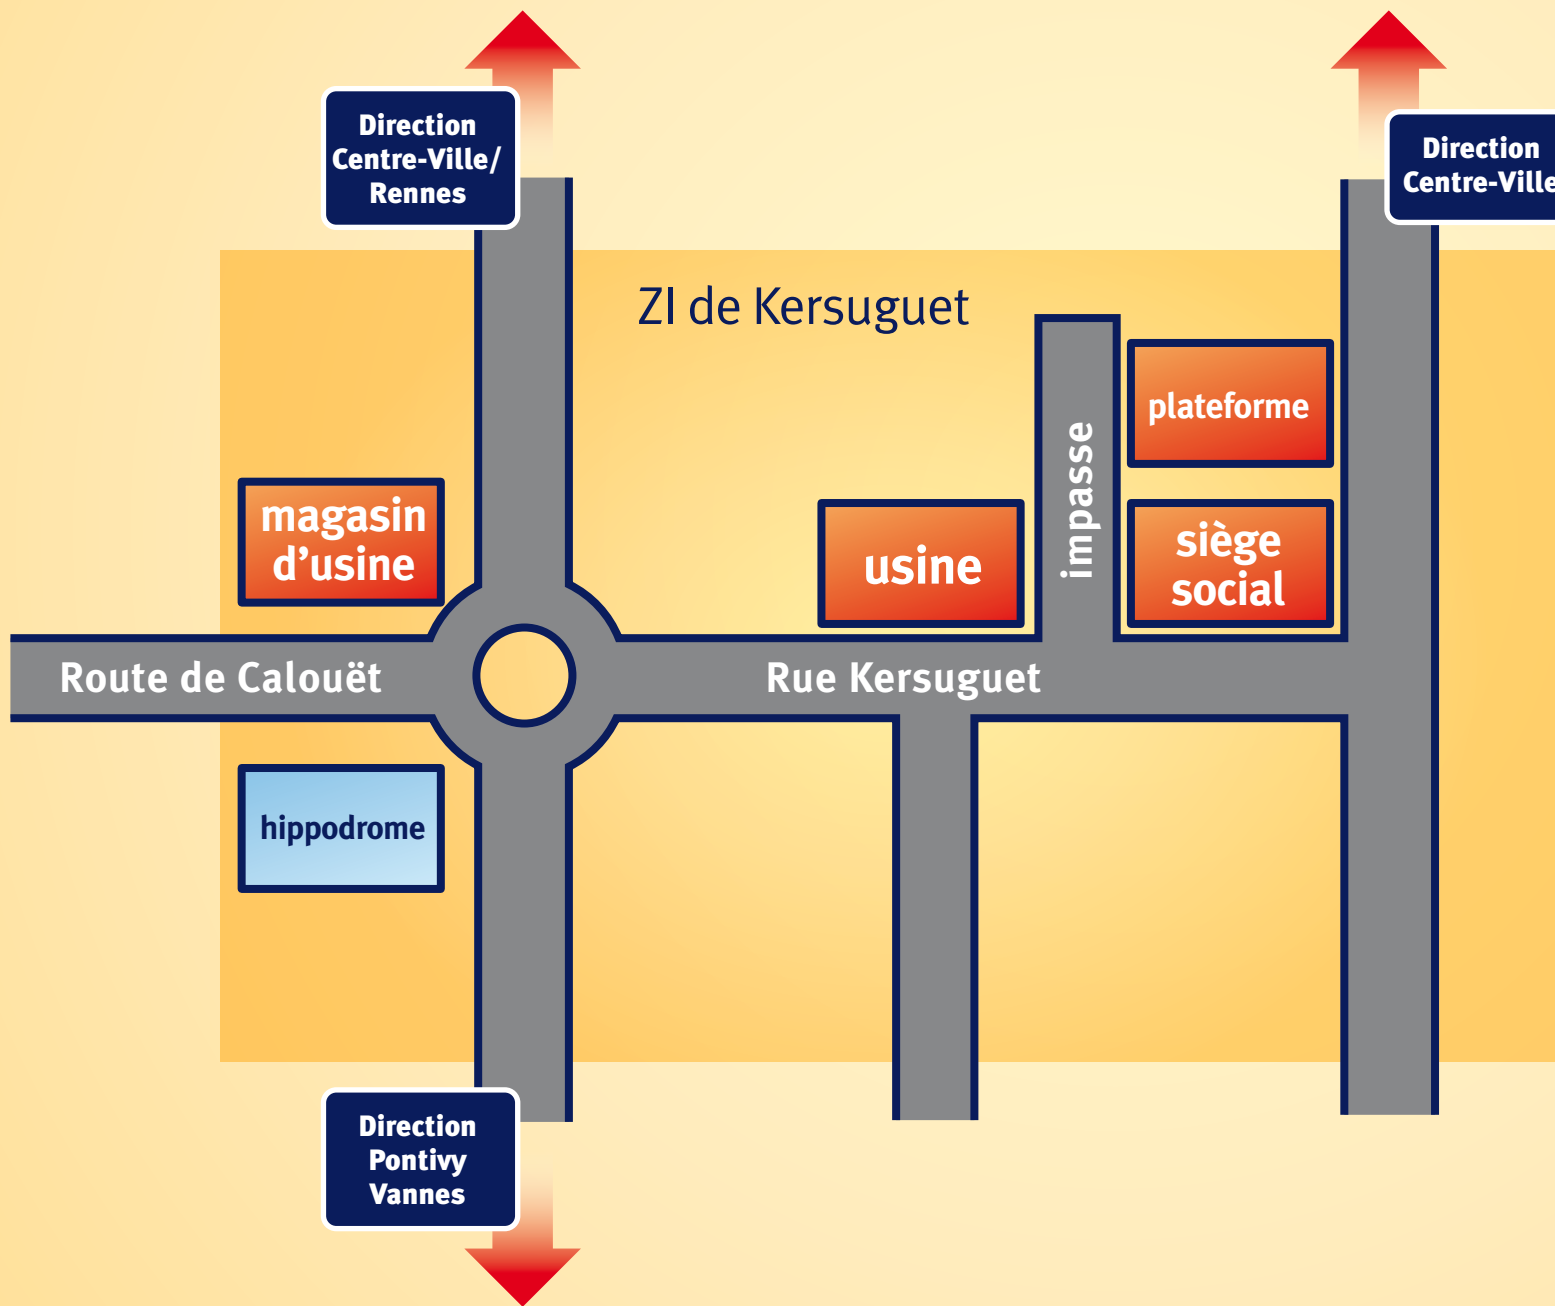 Direction
Centre-Ville/
Rennes
Direction
Centre-Ville
ZI de Kersuguet
plateforme
impasse
magasin
d’usine
usine
siège
social
Route de Calouët
Rue Kersuguet
hippodrome
Direction
Pontivy
Vannes